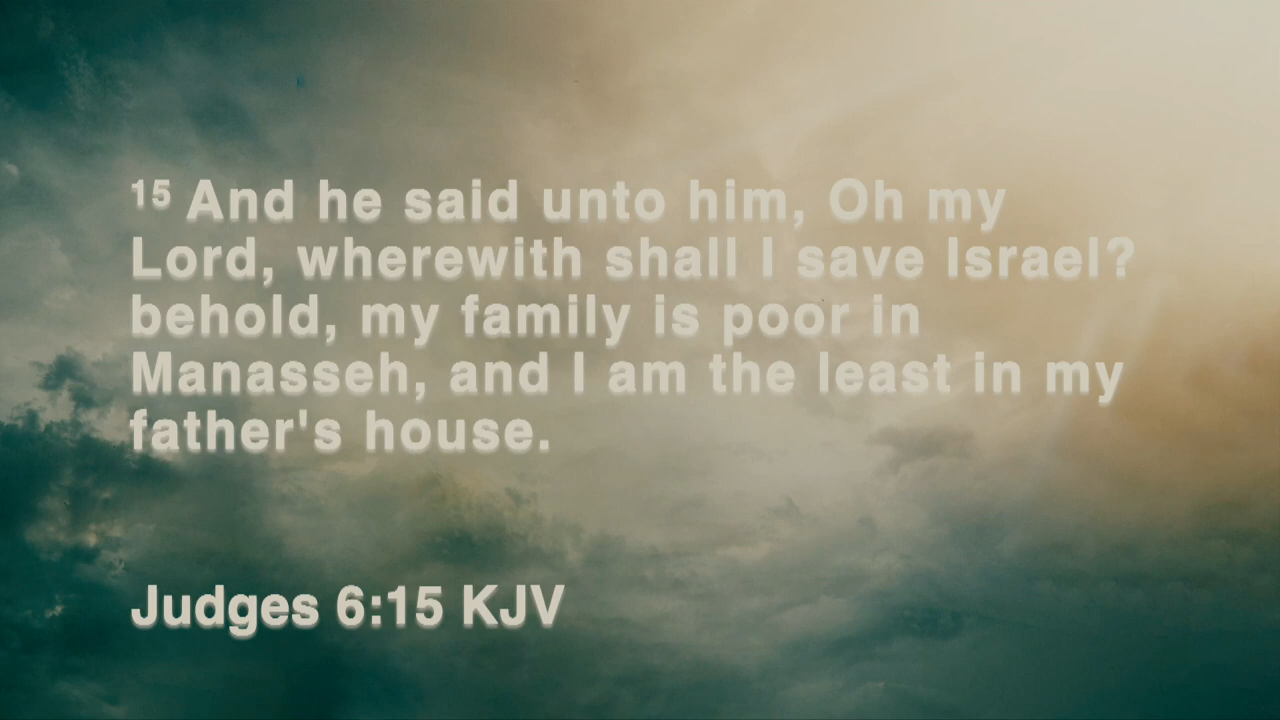 15 And he said unto him, Oh my
Lord, wherewith shall I save Israel?
behold, my family is poor in
Manasseh, and I am the least in my
father's house.
Judges 6:15 KJV